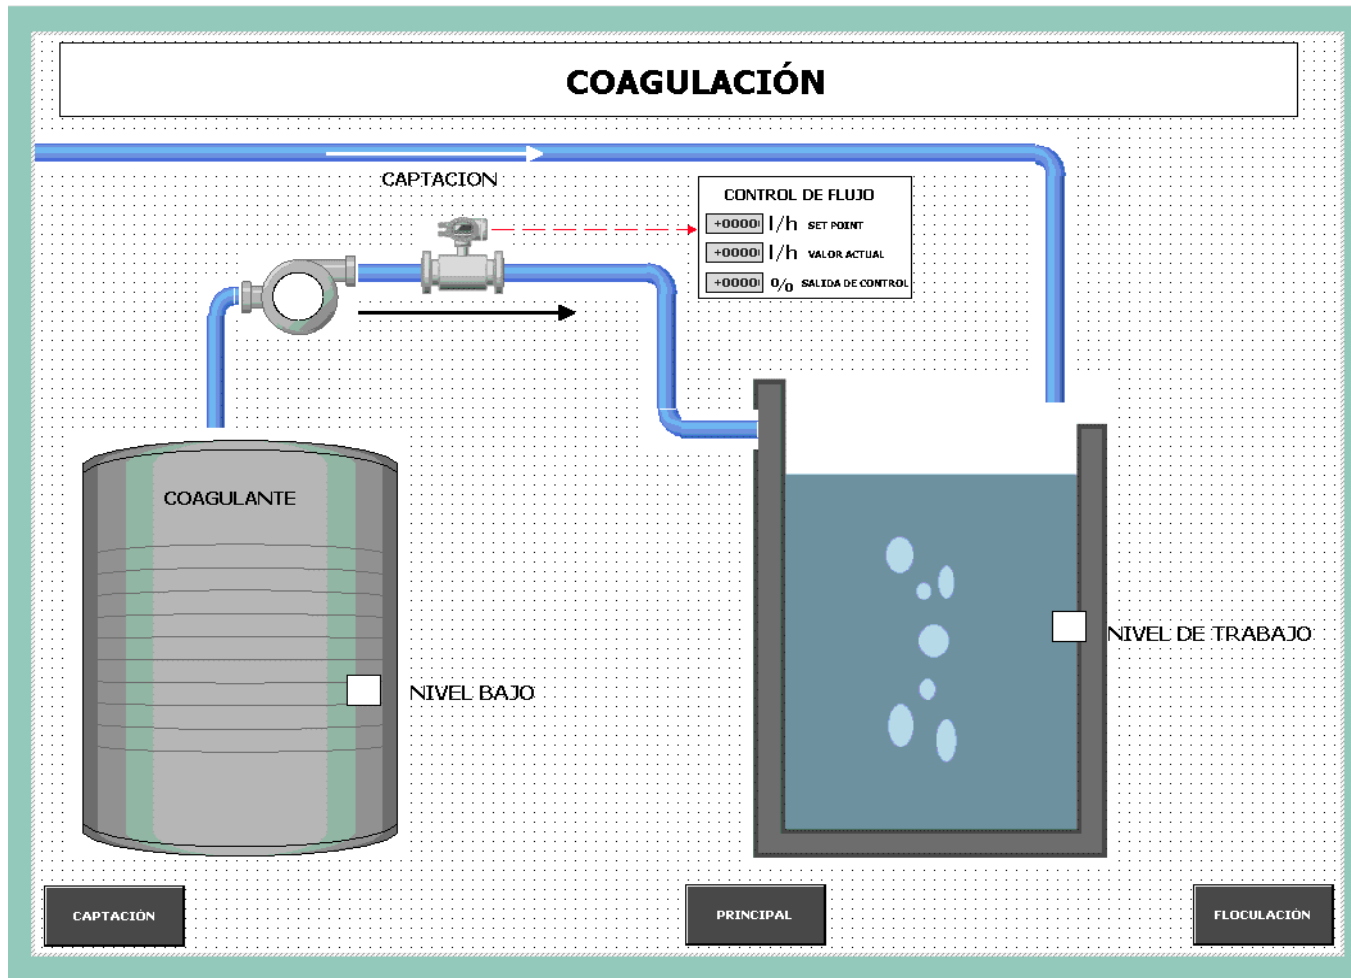 COAGULACIÓN
CAPTACION
CONTROL DE FLUJO
+0000 l/h SET POINT
+0000 l/h VALOR ACTUAL
+0000 % SALIDA DE CONTROL
COAGULANTE
NIVEL DE TRABAJO
NIVEL BAJO
CAPTACIÓN
PRINCIPAL
FLOCULACIÓN